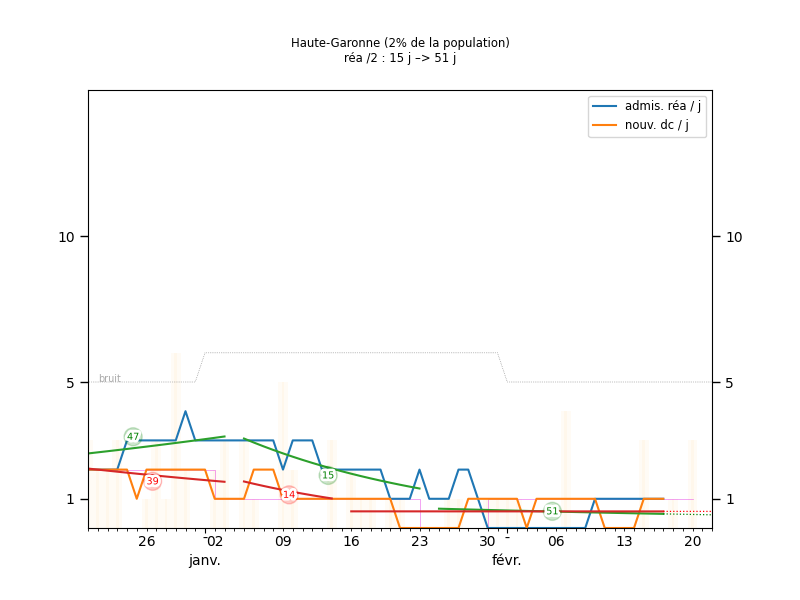 Haute-Garonne (2% de la population)
réa /2 : 15 j –> 51 j
admis. réa / j
nouv. dc / j
10
10
bruit
5
5
47
15
39
14
51
1
1
26
02
09
16
23
30
06
13
20
janv.
févr.